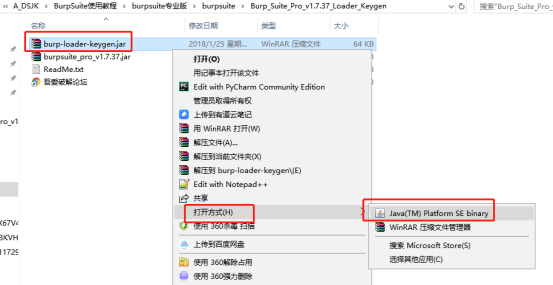 « A_DSJK > BurpSuite使用教程 > burpsuite专业版 > burpsuite > Burp_Suite_Pro_v1.7.37_Loader_Keygen
搜索"Burp_Suite_Pro_
名称
修改日期
类型
大小
burp-loader-keygen.jar
2018/1/25 星期...
WinRAR 压缩文件
64 KB
burpsuite_pro_v1.7.37.jar
ReadMe.txt
吾爱破解论坛
打开(O)
用记事本打开该文件
Edit with PyCharm Community Edition
管理员取得所有权
上传到有道云笔记
用 WinRAR 打开(W)
解压文件(A)...
解压到当前文件夹(X)
解压到 burp-loader-keygen\(E)
Edit with Notepad++
共享
打开方式(H)
使用 360杀毒 扫描
上传到百度网盘
使用 360解除占用
使用 360强力删除
Java(TM) Platform SE binary
WinRAR 压缩文件管理器
搜索 Microsoft Store(S)
选择其他应用(C)
ro_v1
X67V4
BKVH
11729